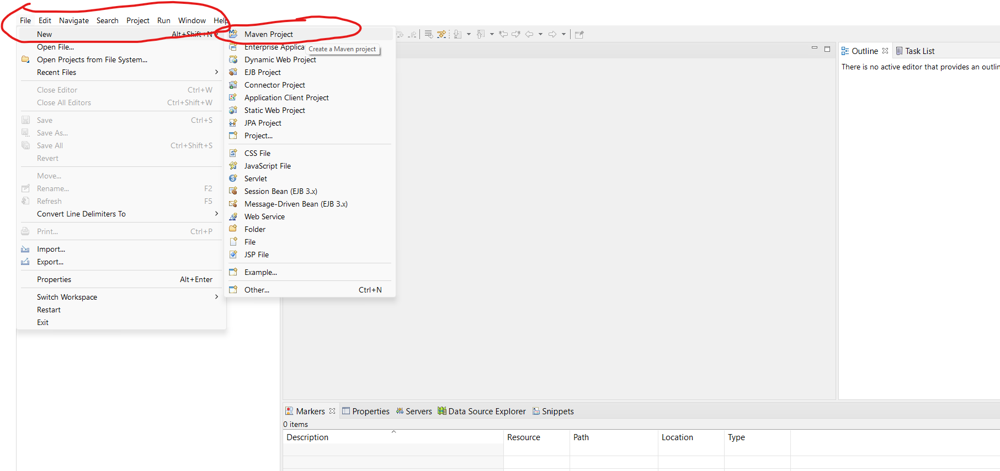 File Edit Navigate Search Project Run Window Help
New Alt+Shift+N
Open File...
Open Projects from File System...
Recent Files
Close Editor Ctrl+W
Close All Editors Ctrl+Shift+W
Save Ctrl+S
Save As...
Save All Ctrl+Shift+S
Revert
Move...
Rename... F2
Refresh F5
Convert Line Delimiters To
Print... Ctrl+P
Import...
Export...
Properties Alt+Enter
Switch Workspace
Restart
Exit
Maven Project
Enterprise Applica
Create a Maven project
Dynamic Web Project
EJB Project
Connector Project
Application Client Project
Static Web Project
JPA Project
Project...
CSS File
JavaScript File
Servlet
Session Bean (EJB 3.x)
Message-Driven Bean (EJB 3.x)
Web Service
Folder
File
JSP File
Example...
Other... Ctrl+N
Outline Task List
There is no active editor that provides an outlin
Markers Properties Servers Data Source Explorer Snippets
0 items
Description Resource Path Location Type